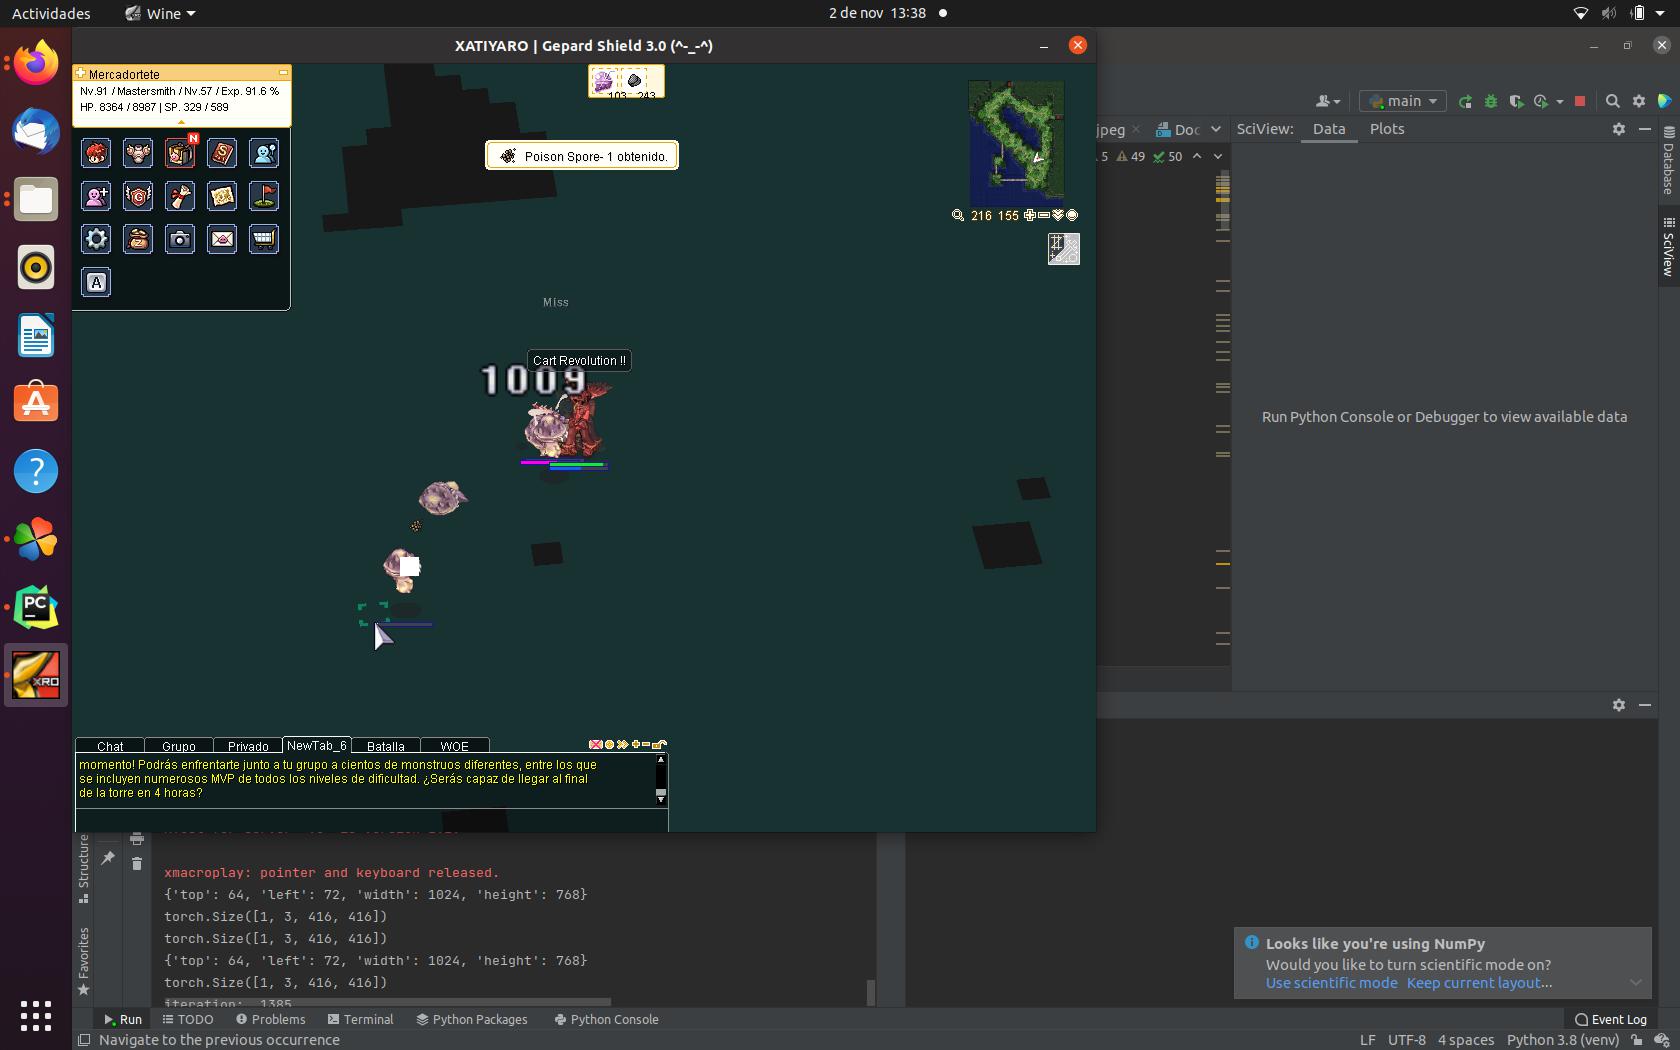 Actividades
Wine
2 de nov 13:38
XATIYARO | Gepard Shield 3.0 (^-_-^)
Mercadortete
Nv.91 / Mastersmith / Nv.57 / Exp. 91.6 %
HP. 8364 / 8987 | SP. 329 / 589
N
A
103 243
Poison Spore- 1 obtenido.
216 155
Miss
Cart Revolution !!
1009
Chat
Grupo
Privado
NewTab_6
Batalla
WOE
momento! Podrás enfrentarte junto a tu grupo a cientos de monstruos diferentes, entre los que
se incluyen numerosos MVP de todos los niveles de dificultad. ¿Serás capaz de llegar al final
de la torre en 4 horas?
main
jpeg
Doc
SciView:
Data
Plots
5 49 50
Database
SciView
Run Python Console or Debugger to view available data
PC
XRO
Structure
Favorites
xmacroplay: pointer and keyboard released.
{'top': 64, 'left': 72, 'width': 1024, 'height': 768}
torch.Size([1, 3, 416, 416])
torch.Size([1, 3, 416, 416])
{'top': 64, 'left': 72, 'width': 1024, 'height': 768}
torch.Size([1, 3, 416, 416])
iteration: 1385
Looks like you're using NumPy
Would you like to turn scientific mode on?
Use scientific mode Keep current layout...
Run
TODO
Problems
Terminal
Python Packages
Python Console
Event Log
Navigate to the previous occurrence
LF UTF-8 4 spaces Python 3.8 (venv)